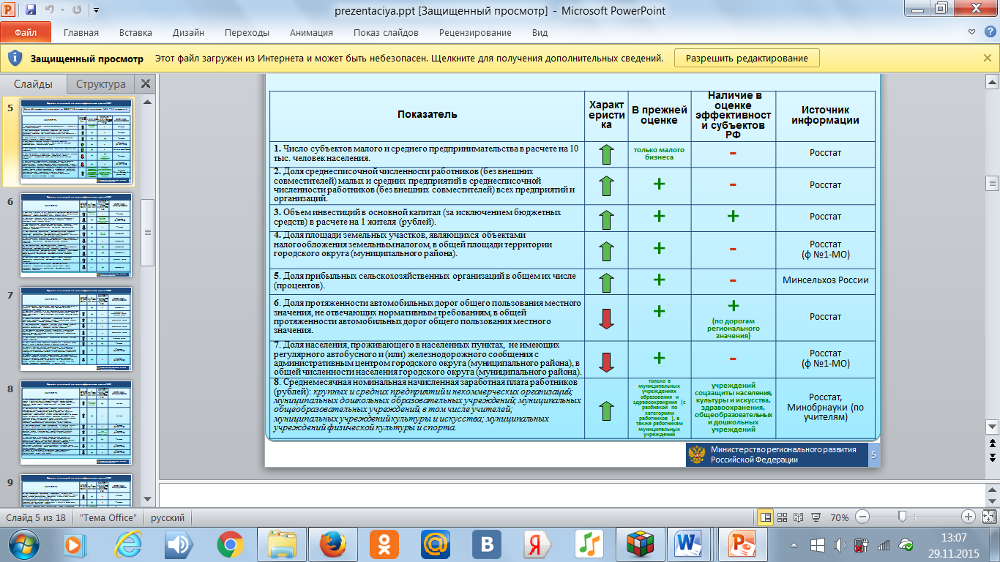 prezentaciya.ppt [Защищенный просмотр] - Microsoft PowerPoint
Файл Главная Вставка Дизайн Переходы Анимация Показ слайдов Рецензирование Вид
Защищенный просмотр Этот файл загружен из Интернета и может быть небезопасен. Щелкните для получения дополнительных сведений. Разрешить редактирование
Слайды Структура
5
6
7
8
9
Показатель
Характ
еристи
ка
В прежней
оценке
Наличие в
оценке
эффективност
и субъектов
РФ
Источник
информации
1. Число субъектов малого и среднего предпринимательства в расчете на 10
тыс. человек населения.
только малого
бизнеса
-
Росстат
2. Доля среднесписочной численности работников (без внешних
совместителей) малых и средних предприятий в среднесписочной
численности работников (без внешних совместителей) всех предприятий и
организаций.
+
-
Росстат
3. Объем инвестиций в основной капитал (за исключением бюджетных
средств) в расчете на 1 жителя (рублей).
+
+
Росстат
4. Доля площади земельных участков, являющихся объектами
налогообложения земельным налогом, в общей площади территории
городского округа (муниципального района).
+
-
Росстат
(ф №1-МО)
5. Доля прибыльных сельскохозяйственных организаций в общем их числе
(процентов).
+
-
Минсельхоз России
6. Доля протяженности автомобильных дорог общего пользования местного
значения, не отвечающих нормативным требованиям, в общей
протяженности автомобильных дорог общего пользования местного
значения.
+
+
(по дорогам
регионального
значения)
Росстат
7. Доля населения, проживающего в населенных пунктах, не имеющих
регулярного автобусного и (или) железнодорожного сообщения с
административным центром городского округа (муниципального района), в
общей численности населения городского округа (муниципального района).
+
-
Росстат
(ф №1-МО)
8. Среднемесячная номинальная начисленная заработная плата работников
(рублей): крупных и средних предприятий и некоммерческих организаций;
муниципальных дошкольных образовательных учреждений; муниципальных
общеобразовательных учреждений, в том числе учителей;
муниципальных учреждений культуры и искусства; муниципальных
учреждений физической культуры и спорта.
только в
муниципальных
учреждениях
образования и
здравоохранения (с
разбивкой по
категориям
работников ), а
также работникам
муниципальных
учреждений
учреждений
соцзащиты населения,
культуры и искусства,
здравоохранения,
общеобразовательных
и дошкольных
учреждений
Росстат,
Минобрнауки (по
учителям)
Министерство регионального развития
Российской Федерации
5
Слайд 5 из 18 "Тема Office" русский 70%
13:07
29.11.2015